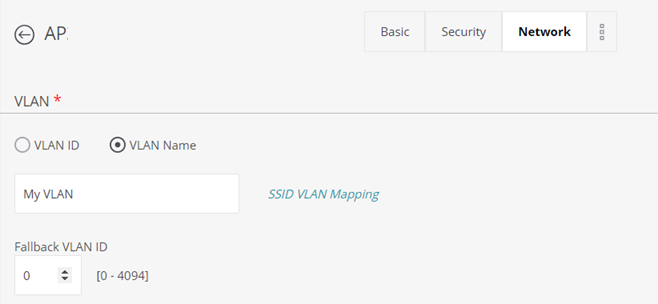 AP
Basic Security Network
VLAN *
VLAN ID VLAN Name
My VLAN SSID VLAN Mapping
Fallback VLAN ID
0 [0 - 4094]